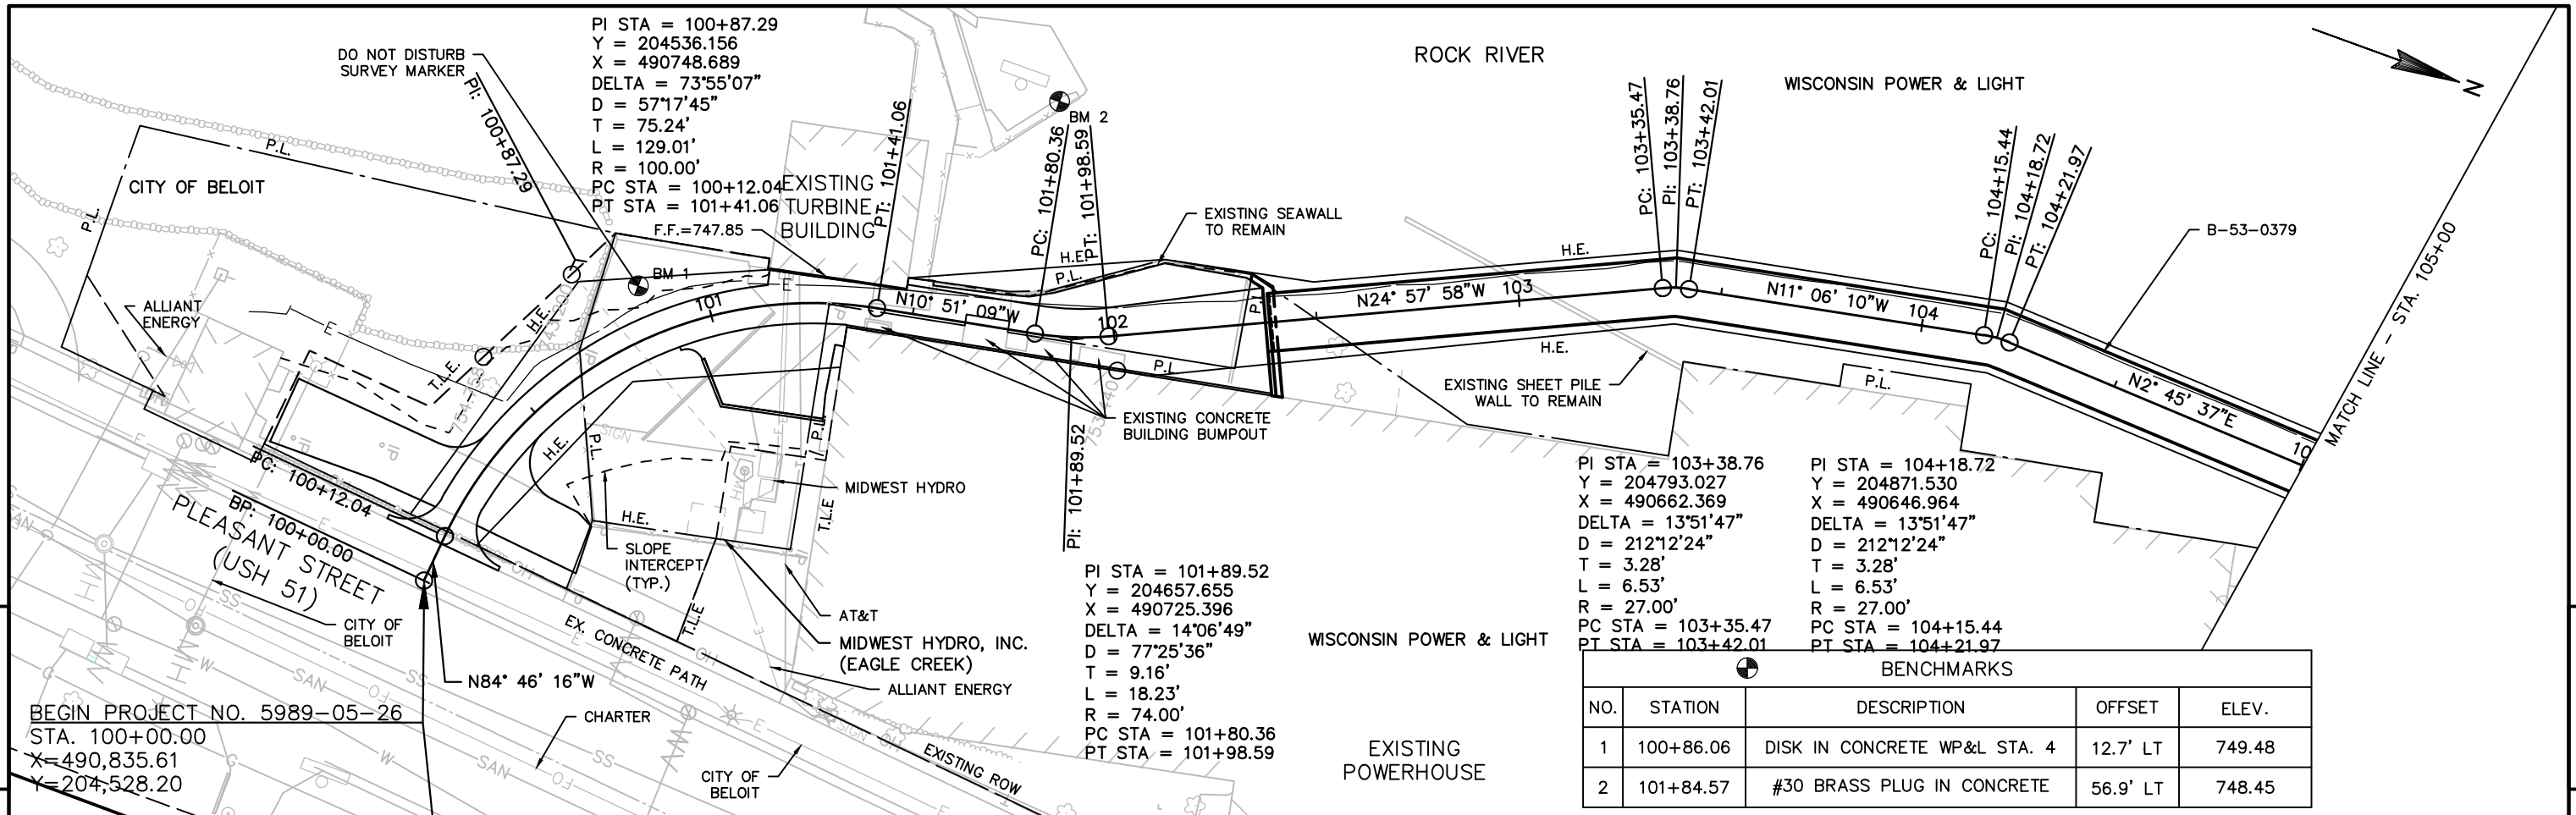 PI STA = 100+87.29
Y = 204536.156
X = 490748.689
DELTA = 73°55'07"
D = 57°17'45"
T = 75.24'
L = 129.01'
R = 100.00'
PC STA = 100+12.04
PT STA = 101+41.06
DO NOT DISTURB
SURVEY MARKER
PI: 100+87.29
ROCK RIVER
WISCONSIN POWER & LIGHT
N
P.L.
CITY OF BELOIT
P.L.
EXISTING
TURBINE
BUILDING
F.F.=747.85
PT: 101+41.06
BM 2
PC: 101+80.36
PT: 101+98.59
EXISTING SEAWALL
TO REMAIN
PC: 103+35.47
PI: 103+38.76
PT: 103+42.01
PC: 104+15.44
PI: 104+18.72
PT: 104+21.97
B-53-0379
MATCH LINE - STA. 105+00
BM 1
ALLIANT
ENERGY
H.E.
T.L.E.
101
N10° 51' 09"W
102
H.E.
P.L.
N24° 57' 58"W
103
H.E.
N11° 06' 10"W
104
N2° 45' 37"E
10
H.E.
P.L.
P.L.
EXISTING SHEET PILE
WALL TO REMAIN
EXISTING CONCRETE
BUILDING BUMPOUT
PI: 101+89.52
H.E.
P.L.
SIGN
MIDWEST HYDRO
H.E.
T.L.E
SLOPE
INTERCEPT
(TYP.)
PC: 100+12.04
BP: 100+00.00
PLEASANT STREET
(USH 51)
CITY OF
BELOIT
N84° 46' 16"W
AT&T
MIDWEST HYDRO, INC.
(EAGLE CREEK)
ALLIANT ENERGY
T.L.E
EX. CONCRETE PATH
EXISTING ROW
CHARTER
CITY OF
BELOIT
BEGIN PROJECT NO. 5989-05-26
STA. 100+00.00
X=490,835.61
Y=204,528.20
PI STA = 101+89.52
Y = 204657.655
X = 490725.396
DELTA = 14°06'49"
D = 77°25'36"
T = 9.16'
L = 18.23'
R = 74.00'
PC STA = 101+80.36
PT STA = 101+98.59
WISCONSIN POWER & LIGHT
EXISTING
POWERHOUSE
PI STA = 103+38.76
Y = 204793.027
X = 490662.369
DELTA = 13°51'47"
D = 212°12'24"
T = 3.28'
L = 6.53'
R = 27.00'
PC STA = 103+35.47
PT STA = 103+42.01
PI STA = 104+18.72
Y = 204871.530
X = 490646.964
DELTA = 13°51'47"
D = 212°12'24"
T = 3.28'
L = 6.53'
R = 27.00'
PC STA = 104+15.44
PT STA = 104+21.97
BENCHMARKS
NO. STATION DESCRIPTION OFFSET ELEV.
1 100+86.06 DISK IN CONCRETE WP&L STA. 4 12.7' LT 749.48
2 101+84.57 #30 BRASS PLUG IN CONCRETE 56.9' LT 748.45